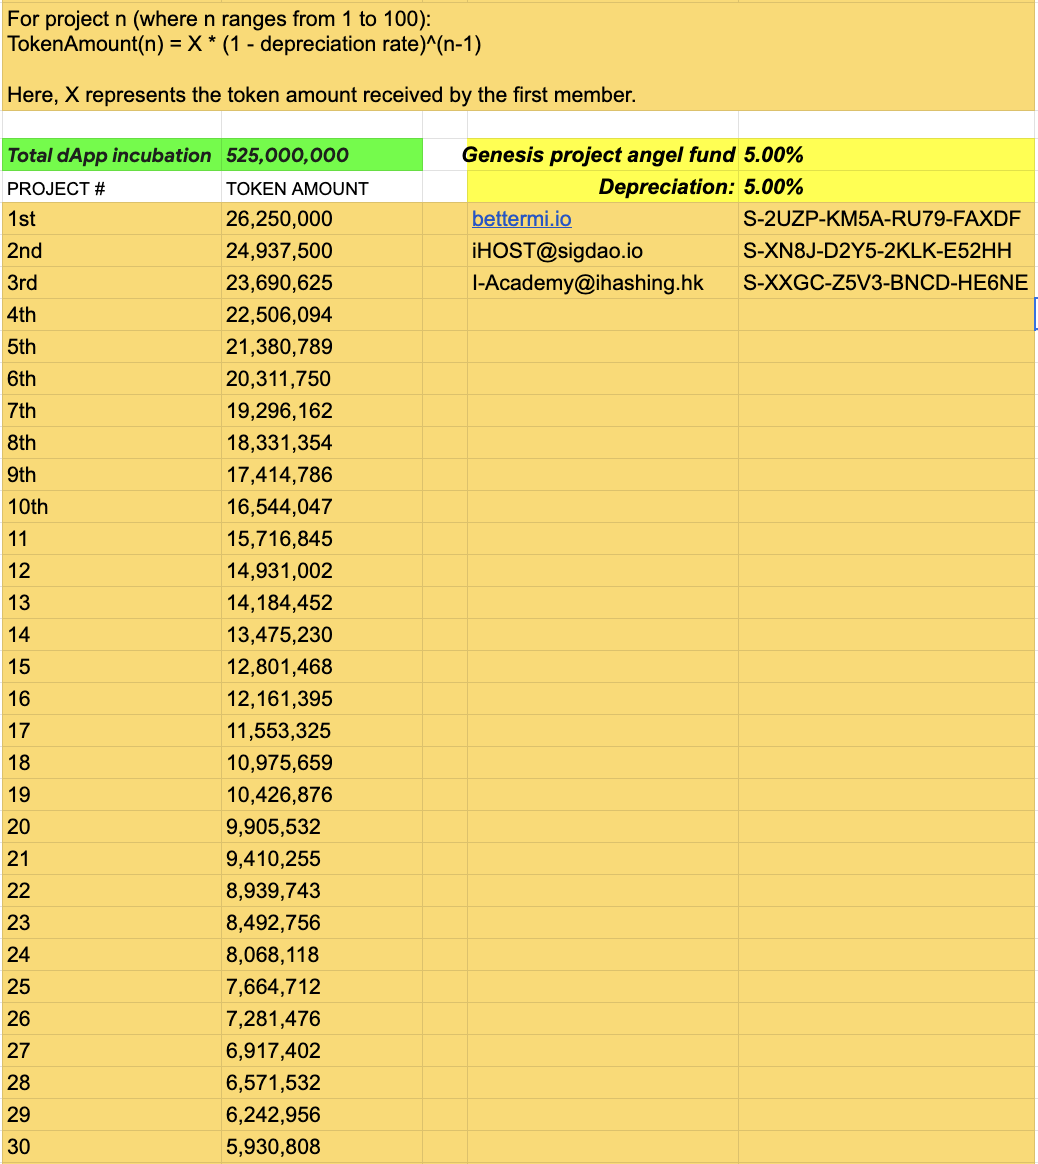 For project n (where n ranges from 1 to 100):
TokenAmount(n) = X * (1 - depreciation rate)^(n-1)
Here, X represents the token amount received by the first member.
Total dApp incubation 525,000,000 Genesis project angel fund 5.00%
PROJECT # TOKEN AMOUNT Depreciation: 5.00%
1st 26,250,000 bettermi.io S-2UZP-KM5A-RU79-FAXDF
2nd 24,937,500 iHOST@sigdao.io S-XN8J-D2Y5-2KLK-E52HH
3rd 23,690,625 I-Academy@ihashing.hk S-XXGC-Z5V3-BNCD-HE6NE
4th 22,506,094
5th 21,380,789
6th 20,311,750
7th 19,296,162
8th 18,331,354
9th 17,414,786
10th 16,544,047
11 15,716,845
12 14,931,002
13 14,184,452
14 13,475,230
15 12,801,468
16 12,161,395
17 11,553,325
18 10,975,659
19 10,426,876
20 9,905,532
21 9,410,255
22 8,939,743
23 8,492,756
24 8,068,118
25 7,664,712
26 7,281,476
27 6,917,402
28 6,571,532
29 6,242,956
30 5,930,808